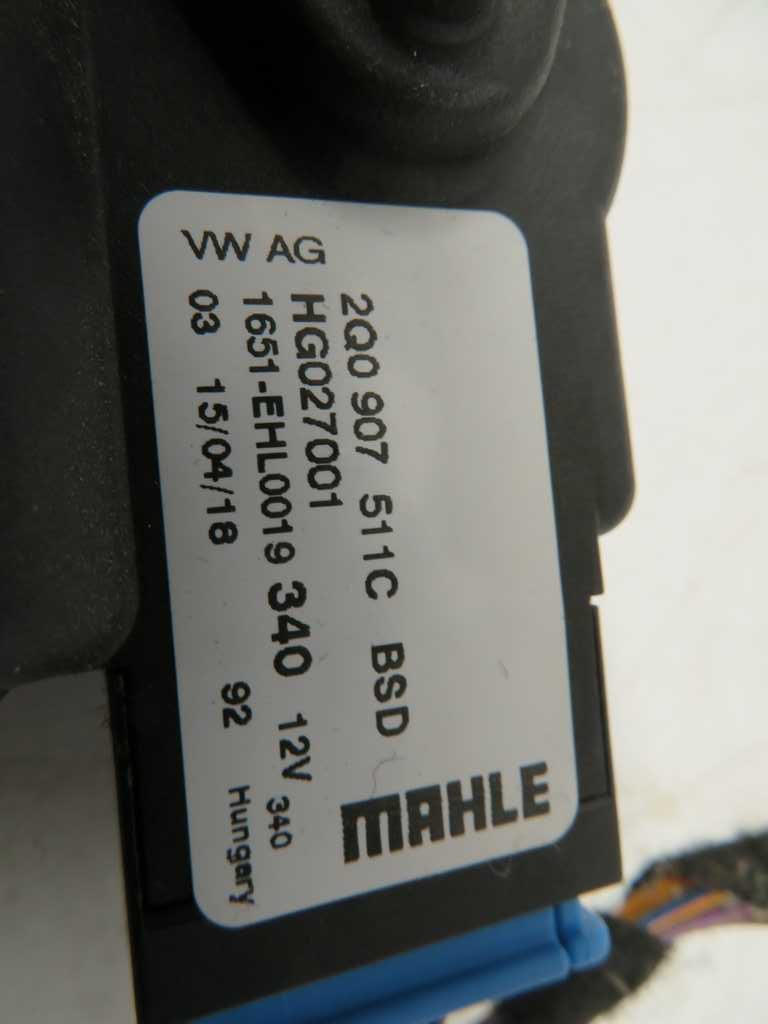 VW AG
2Q0 907 511C BSD
HG027001
1651-EHL0019 340 12V 340
03 15/04/18 92 Hungary
MAHLE